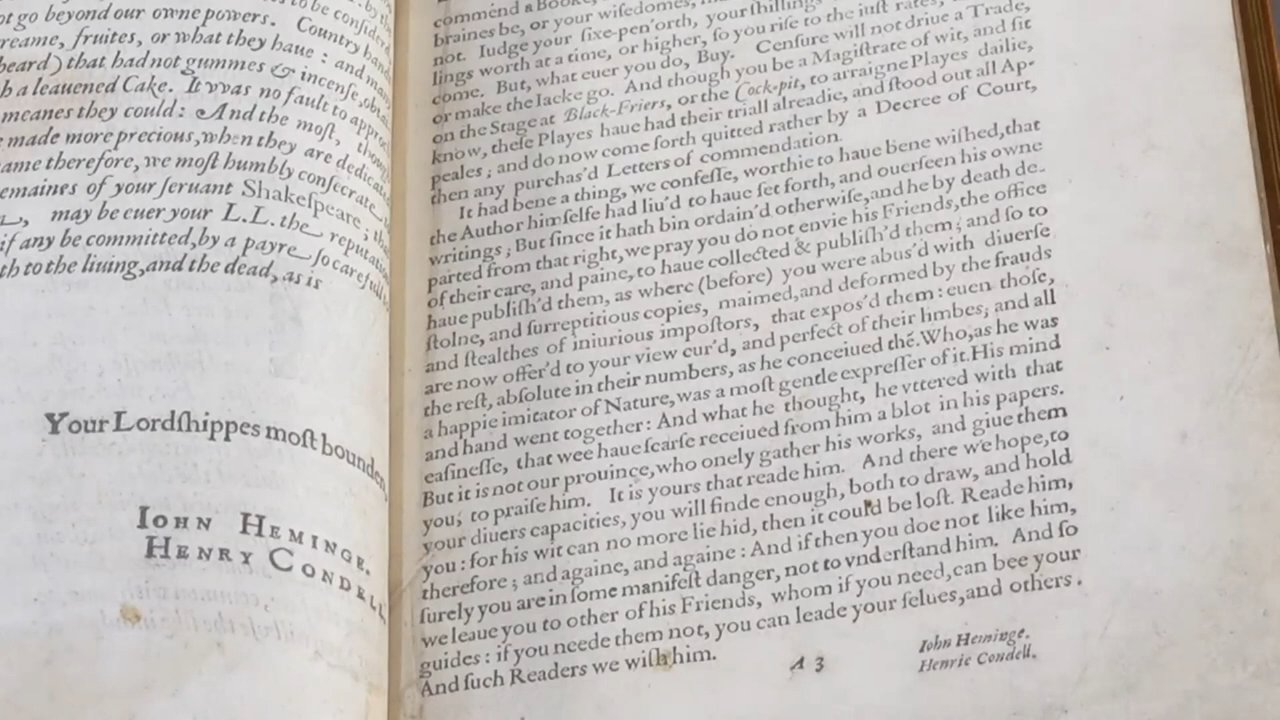 by the
to be considered
ot go beyond our owne powers. Country hands
reame, fruites, or what they haue : and many
heard) that had not gummes & incense, obtai
h a leauened Cake. It vvas no fault to approch
meanes they could: And the most, though
made more precious, when they are dedicated
ame therefore, we most humbly consecrate
emaines of your seruant Shakespeare; tha
may be euer your L.L. the reputation
if any be committed, by a payre so carefull
th to the liuing, and the dead, as is
Your Lordshippes most bounden,
IOHN HEMINGE.
HENRY CONDELL
commend a Booke,
braines be, or your wisedomes,
not. Iudge your sixe-pen'orth, your shillings
lings worth at a time, or higher, so you rise to the iust rates,
come. But, what euer you do, Buy. Censure will not driue a Trade,
or make the Iacke go. And though you be a Magistrate of wit, and sit
on the Stage at Black-Friers, or the Cock-pit, to arraigne Playes dailie,
know, these Playes haue had their triall alreadie, and stood out all Ap-
peales ; and do now come forth quitted rather by a Decree of Court,
then any purchas'd Letters of commendation.
It had bene a thing, we confesse, worthie to haue bene wished, that
the Author himselfe had liu'd to haue set forth, and ouerseen his owne
writings ; But since it hath bin ordain'd otherwise, and he by death de-
parted from that right, we pray you do not envie his Friends, the office
of their care, and paine, to haue collected & publish'd them; and so to
haue publish'd them, as where (before) you were abus'd with diuerse
stolne, and surreptitious copies, maimed, and deformed by the frauds
and stealthes of iniurious impostors, that expos'd them : euen those,
are now offer'd to your view cur'd, and perfect of their limbes; and all
the rest, absolute in their numbers, as he conceiued thē. Who, as he was
a happie imitator of Nature, was a most gentle expresser of it. His mind
and hand went together: And what he thought, he vttered with that
easinesse, that wee haue scarse receiued from him a blot in his papers.
But it is not our prouince, who onely gather his works, and giue them
you, to praise him. It is yours that reade him. And there we hope, to
your diuers capacities, you will finde enough, both to draw, and hold
you : for his wit can no more lie hid, then it could be lost. Reade him,
therefore ; and againe, and againe : And if then you doe not like him,
surely you are in some manifest danger, not to vnderstand him. And so
we leaue you to other of his Friends, whom if you need, can bee your
guides : if you neede them not, you can leade your selues, and others.
And such Readers we wish him.
A 3
Iohn Heminge.
Henrie Condell.